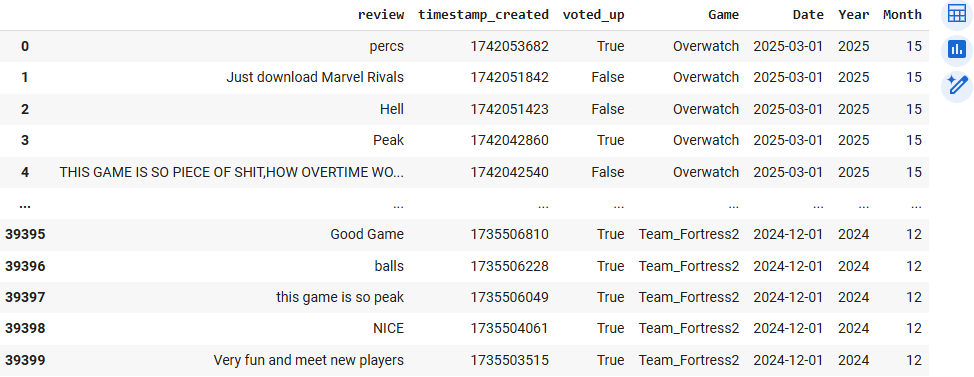 review timestamp_created voted_up Game Date Year Month
0 percs 1742053682 True Overwatch 2025-03-01 2025 15
1 Just download Marvel Rivals 1742051842 False Overwatch 2025-03-01 2025 15
2 Hell 1742051423 False Overwatch 2025-03-01 2025 15
3 Peak 1742042860 True Overwatch 2025-03-01 2025 15
4 THIS GAME IS SO PIECE OF SHIT,HOW OVERTIME WO... 1742042540 False Overwatch 2025-03-01 2025 15
... ... ... ... ... ... ... ...
39395 Good Game 1735506810 True Team_Fortress2 2024-12-01 2024 12
39396 balls 1735506228 True Team_Fortress2 2024-12-01 2024 12
39397 this game is so peak 1735506049 True Team_Fortress2 2024-12-01 2024 12
39398 NICE 1735504061 True Team_Fortress2 2024-12-01 2024 12
39399 Very fun and meet new players 1735503515 True Team_Fortress2 2024-12-01 2024 12